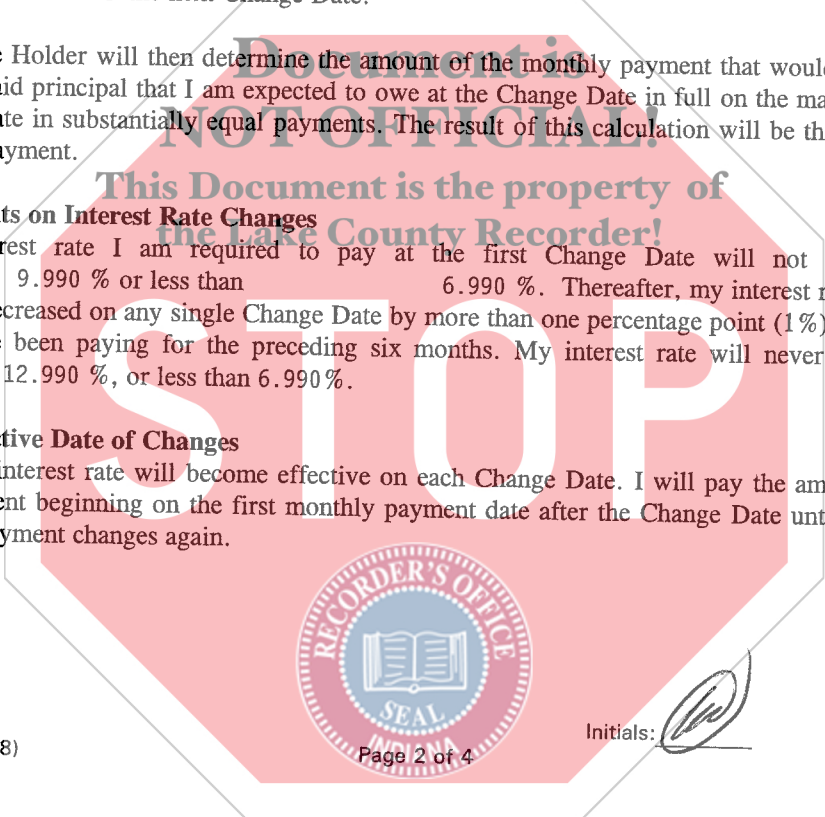 Change Date.
Holder will then determine the amount of the monthly payment that would
id principal that I am expected to owe at the Change Date in full on the ma
te in substantially equal payments. The result of this calculation will be th
yment.
Document is
NOT OFFICIAL!
This Document is the property of
the Lake County Recorder!
ts on Interest Rate Changes
rest rate I am required to pay at the first Change Date will not
9.990 % or less than 6.990 %. Thereafter, my interest r
creased on any single Change Date by more than one percentage point (1%)
been paying for the preceding six months. My interest rate will never
12.990 %, or less than 6.990%.
STOP
tive Date of Changes
interest rate will become effective on each Change Date. I will pay the am
ent beginning on the first monthly payment date after the Change Date unt
yment changes again.
RECORDER'S OFFICE
SEAL
INDIANA
Initials:
8)
Page 2 of 4